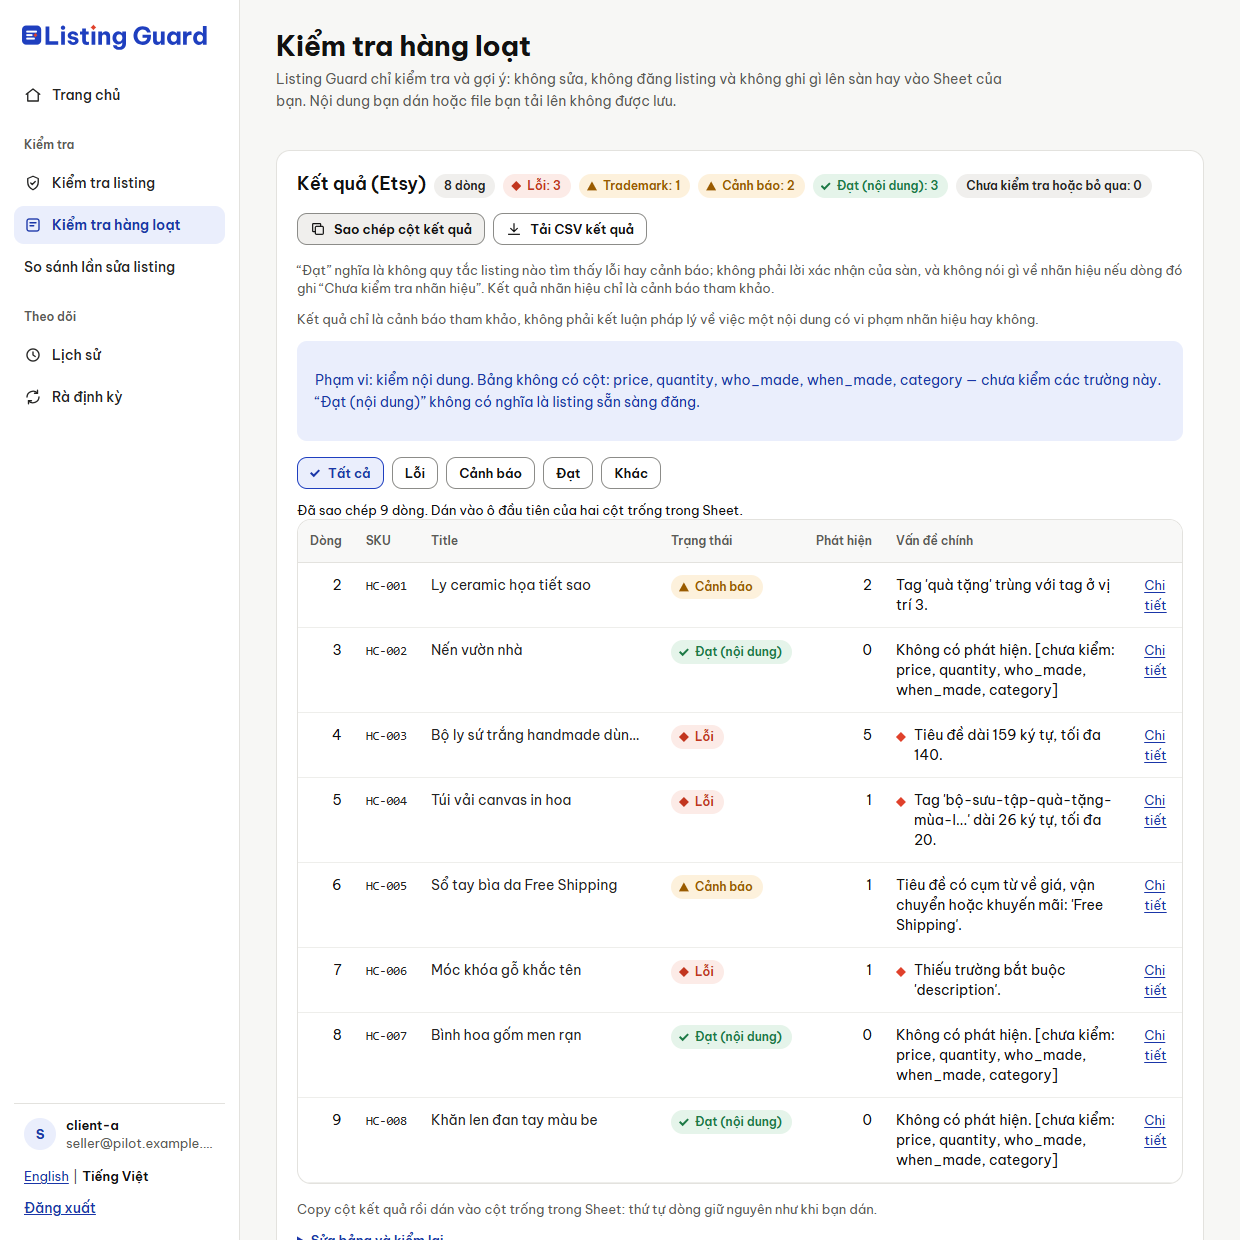 Listing Guard
Trang chủ
Kiểm tra
Kiểm tra listing
Kiểm tra hàng loạt
So sánh lần sửa listing
Theo dõi
Lịch sử
Rà định kỳ
S
client-a
seller@pilot.example....
English | Tiếng Việt
Đăng xuất
Kiểm tra hàng loạt
Listing Guard chỉ kiểm tra và gợi ý: không sửa, không đăng listing và không ghi gì lên sàn hay vào Sheet của
bạn. Nội dung bạn dán hoặc file bạn tải lên không được lưu.
Kết quả (Etsy) 8 dòng Lỗi: 3 Trademark: 1 Cảnh báo: 2 Đạt (nội dung): 3 Chưa kiểm tra hoặc bỏ qua: 0
Sao chép cột kết quả Tải CSV kết quả
“Đạt” nghĩa là không quy tắc listing nào tìm thấy lỗi hay cảnh báo; không phải lời xác nhận của sàn, và không nói gì về nhãn hiệu nếu dòng đó
ghi “Chưa kiểm tra nhãn hiệu”. Kết quả nhãn hiệu chỉ là cảnh báo tham khảo.
Kết quả chỉ là cảnh báo tham khảo, không phải kết luận pháp lý về việc một nội dung có vi phạm nhãn hiệu hay không.
Phạm vi: kiểm nội dung. Bảng không có cột: price, quantity, who_made, when_made, category — chưa kiểm các trường này.
“Đạt (nội dung)” không có nghĩa là listing sẵn sàng đăng.
Tất cả Lỗi Cảnh báo Đạt Khác
Đã sao chép 9 dòng. Dán vào ô đầu tiên của hai cột trống trong Sheet.
Dòng SKU Title Trạng thái Phát hiện Vấn đề chính
2 HC-001 Ly ceramic họa tiết sao Cảnh báo 2 Tag 'quà tặng' trùng với tag ở vị Chi
trí 3. tiết
3 HC-002 Nến vườn nhà Đạt (nội dung) 0 Không có phát hiện. [chưa kiểm: Chi
price, quantity, who_made, tiết
when_made, category]
4 HC-003 Bộ ly sứ trắng handmade dùn... Lỗi 5 Tiêu đề dài 159 ký tự, tối đa Chi
140. tiết
5 HC-004 Túi vải canvas in hoa Lỗi 1 Tag 'bộ-sưu-tập-quà-tặng- Chi
mùa-l...' dài 26 ký tự, tối đa tiết
20.
6 HC-005 Sổ tay bìa da Free Shipping Cảnh báo 1 Tiêu đề có cụm từ về giá, vận Chi
chuyển hoặc khuyến mãi: 'Free tiết
Shipping'.
7 HC-006 Móc khóa gỗ khắc tên Lỗi 1 Thiếu trường bắt buộc Chi
'description'. tiết
8 HC-007 Bình hoa gốm men rạn Đạt (nội dung) 0 Không có phát hiện. [chưa kiểm: Chi
price, quantity, who_made, tiết
when_made, category]
9 HC-008 Khăn len đan tay màu be Đạt (nội dung) 0 Không có phát hiện. [chưa kiểm: Chi
price, quantity, who_made, tiết
when_made, category]
Copy cột kết quả rồi dán vào cột trống trong Sheet: thứ tự dòng giữ nguyên như khi bạn dán.
Sửa bảng và kiểm lại